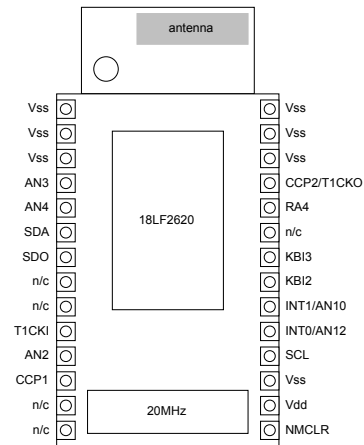 antenna
Vss Vss
Vss Vss
Vss Vss
AN3 CCP2/T1CKO
AN4 RA4
18LF2620
SDA n/c
SDO KBI3
n/c KBI2
n/c INT1/AN10
T1CKI INT0/AN12
AN2 SCL
CCP1 Vss
20MHz
n/c Vdd
n/c NMCLR